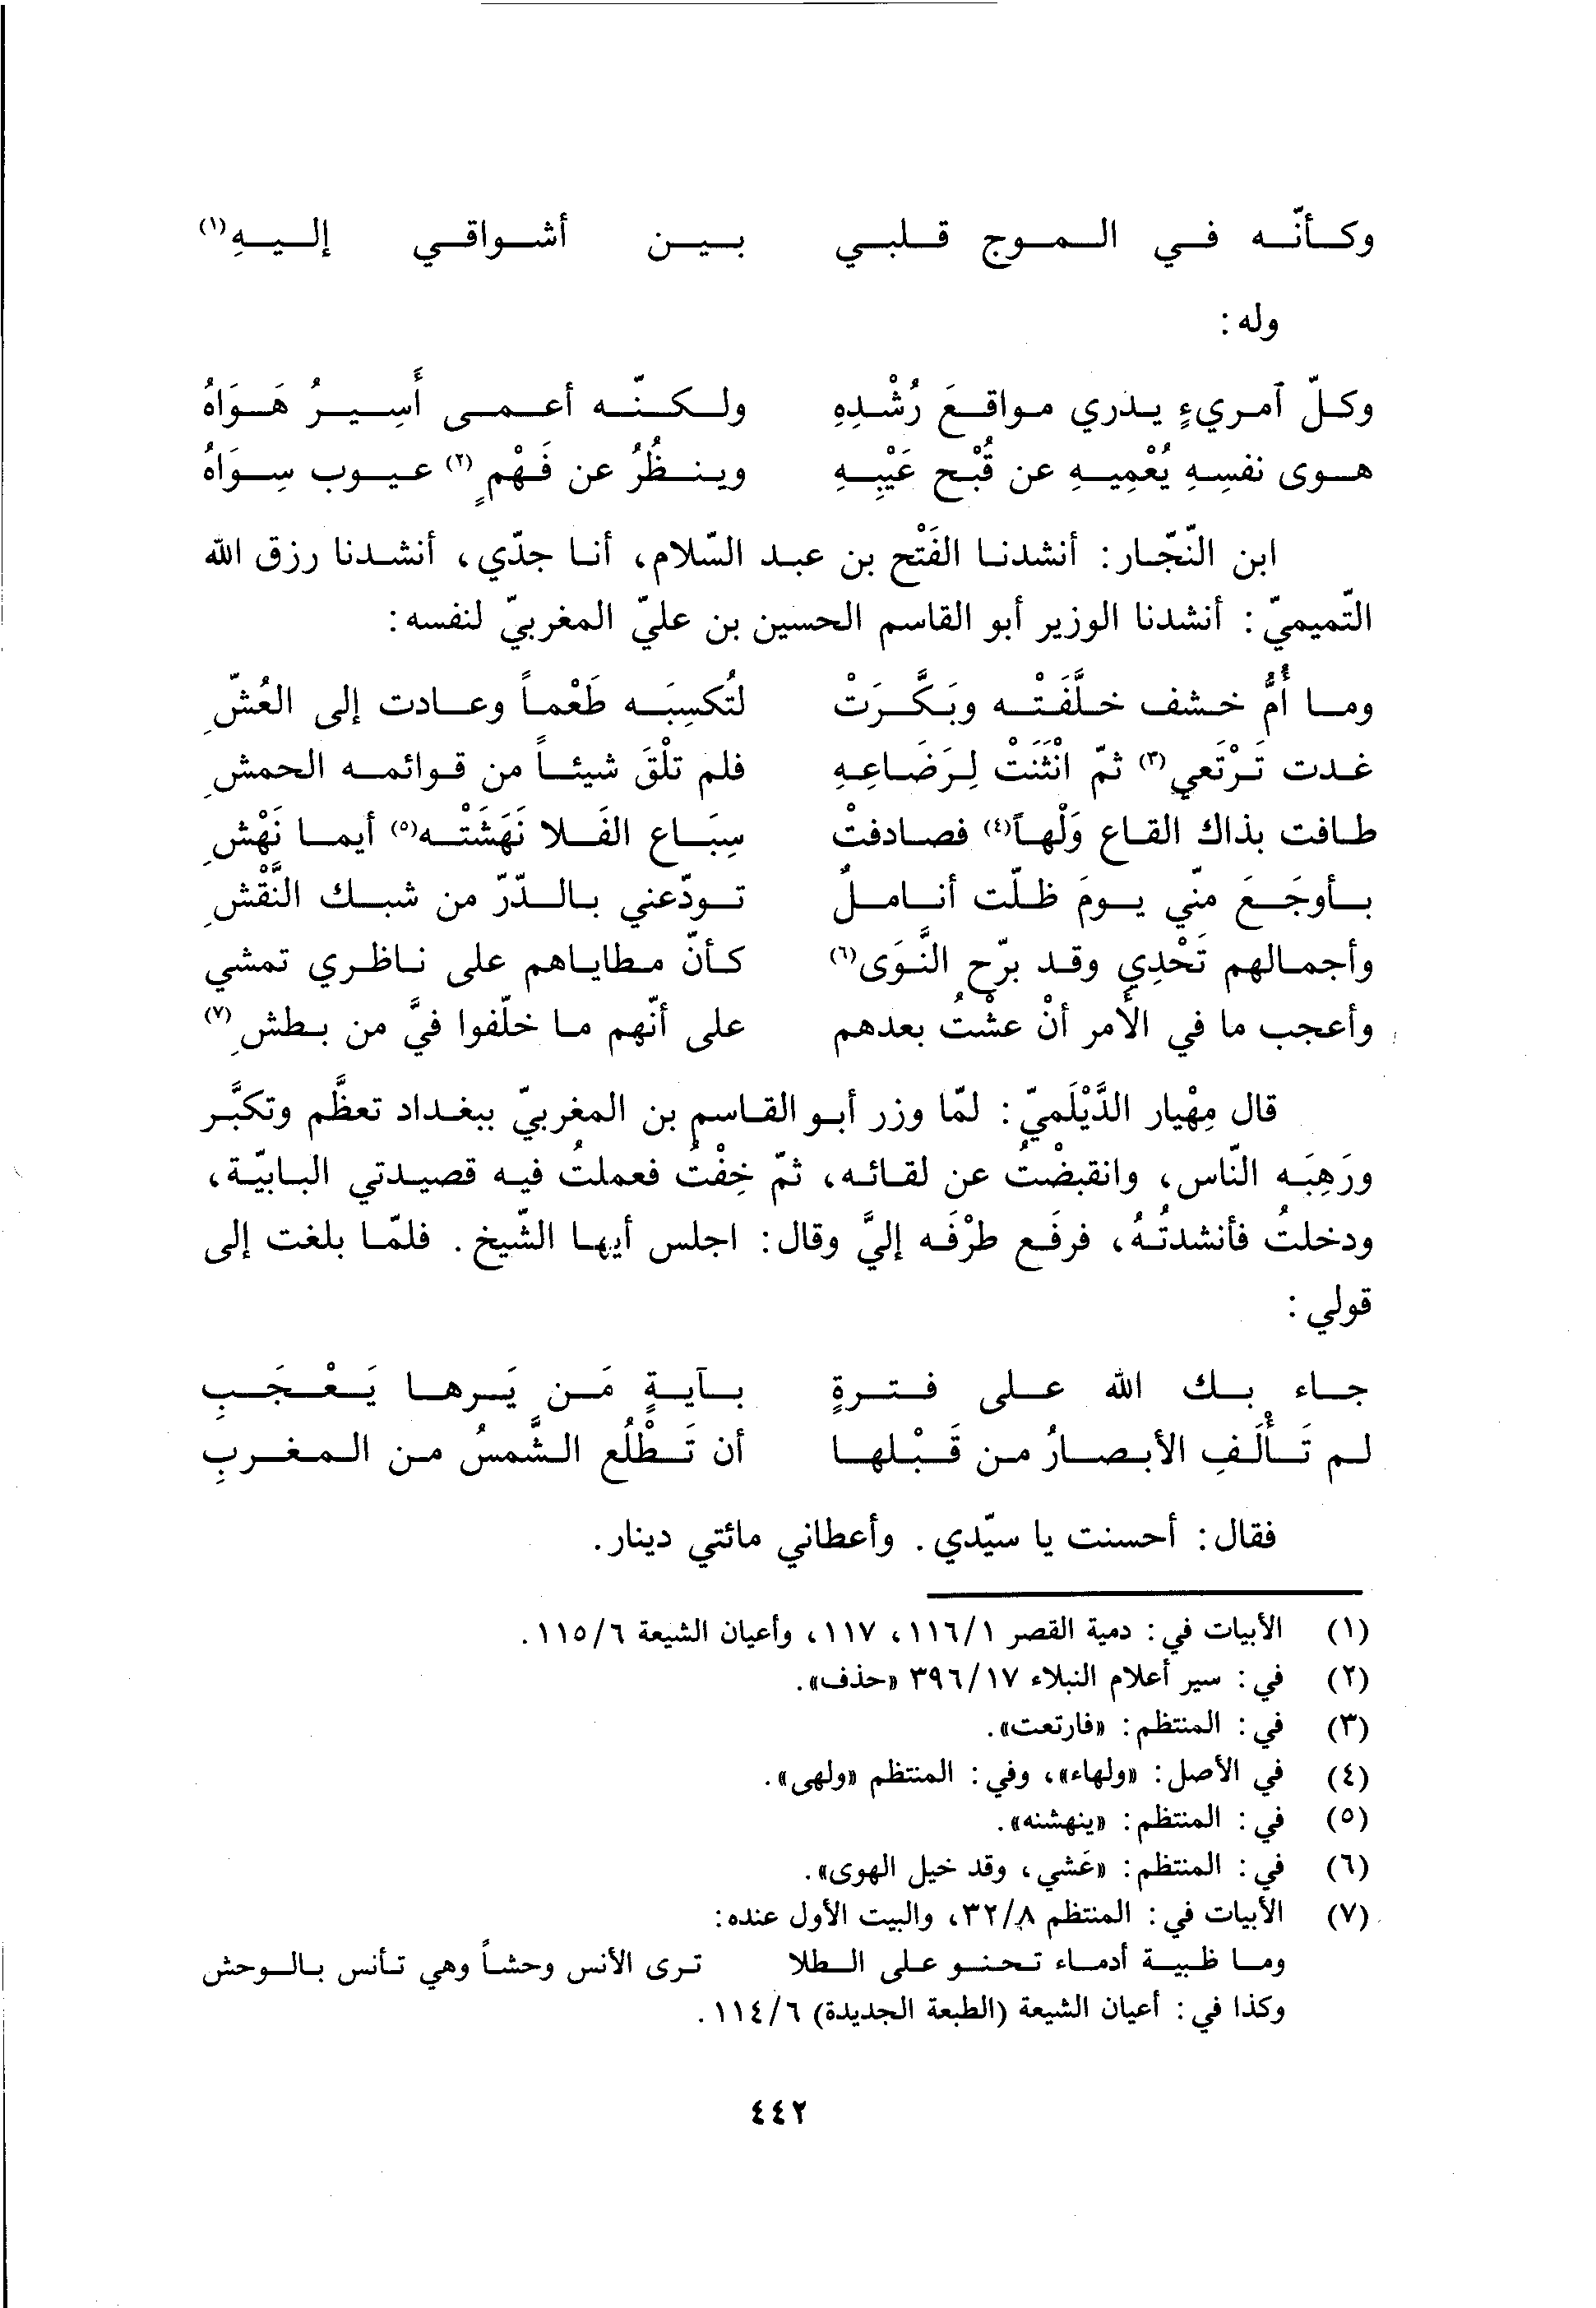 وكأنّه في الموج قلبي بين أشواقي إليهِ(١)
وله:
وكلّ آمريءٍ يدري مواقعَ رُشْدِهِ ولكنّه أعمى أَسِيرُ هَوَاهُ
هوى نفسِهِ يُعْمِيهِ عن قُبْح عَيْبِهِ وينظُرُ عن فَهْمٍ(٢) عيوب سِوَاهُ
ابن النّجّار: أنشدنا الفَتْح بن عبد السّلام، أنا جدّي، أنشدنا رزق الله
التّميميّ: أنشدنا الوزير أبو القاسم الحسين بن عليّ المغربيّ لنفسه:
وما أُمُّ خشف خلَّفَتْه وبَكَّرَتْ لتُكسِبَه طَعْماً وعادت إلى العُشِّ
غدت تَرْتَعي(٣) ثمّ انْثَنَتْ لِرَضَاعِهِ فلم تلْقَ شيئاً من قوائمه الحمشِ
طافت بذاك القاع وَلْهاً(٤) فصادفتْ سِبَاع الفَلا نَهَشَتْه(٥) أيما نَهْشِ
بأوجَعَ منّي يومَ ظلّت أناملٌ تودّعني بالدّرّ من شبك النَّقْشِ
وأجمالهم تَحْدِي وقد برّح النَّوَى(٦) كأنّ مطاياهم على ناظري تمشي
وأعجب ما في الأمر أنْ عشْتُ بعدهم على أنّهم ما خلّفوا فيَّ من بطشِ(٧)
قال مِهْيار الدَّيْلَميّ: لمّا وزر أبو القاسم بن المغربيّ ببغداد تعظَّم وتكبَّر
ورَهِبَه النّاس، وانقبضْتُ عن لقائه، ثمّ خِفْتُ فعملتُ فيه قصيدتي البابيّة،
ودخلتُ فأنشدتُهُ، فرفَع طرْفَه إليَّ وقال: اجلس أيها الشّيخ. فلمّا بلغت إلى
قولي:
جاء بك الله على فترةٍ بآيةٍ مَن يَرها يَعْجَبِ
لم تَأْلَفِ الأبصارُ من قَبْلها أن تَطْلُع الشَّمسُ من المغربِ
فقال: أحسنت يا سيّدي. وأعطاني مائتي دينار.
(١) الأبيات في: دمية القصر ١١٦/١، ١١٧، وأعيان الشيعة ١١٥/٦.
(٢) في: سير أعلام النبلاء ٣٩٦/١٧ «حذف».
(٣) في: المنتظم: «فارتعت».
(٤) في الأصل: «ولهاء»، وفي: المنتظم «ولهى».
(٥) في: المنتظم: «ينهشنه».
(٦) في: المنتظم: «عَشي، وقد خيل الهوى».
(٧) الأبيات في: المنتظم ٣٢/٨، والبيت الأول عنده:
وما ظبية أدماء تحنو على الطلا ترى الأنس وحشاً وهي تأنس بالوحش
وكذا في: أعيان الشيعة (الطبعة الجديدة) ١١٤/٦.
٤٤٢